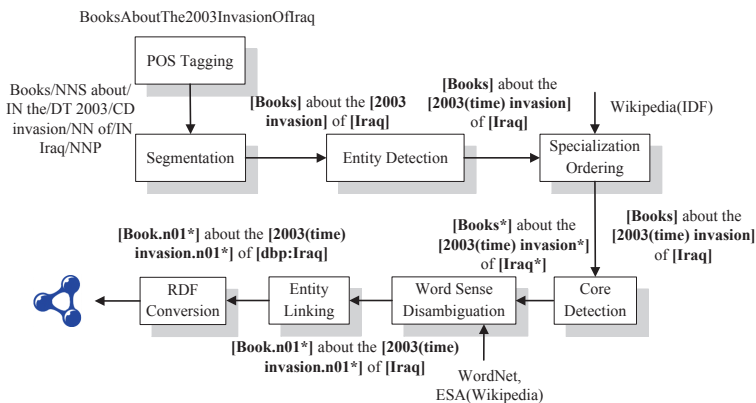 BooksAboutThe2003InvasionOfIraq
POS Tagging
Books/NNS about/
IN the/DT 2003/CD
invasion/NN of/IN
Iraq/NNP
Segmentation
[Books] about the [2003
invasion] of [Iraq]
Entity Detection
[Books] about the
[2003(time) invasion]
of [Iraq]
Wikipedia(IDF)
Specialization
Ordering
[Books] about the
[2003(time) invasion]
of [Iraq]
Core
Detection
[Books*] about the
[2003(time) invasion*]
of [Iraq*]
Word Sense
Disambiguation
WordNet,
ESA(Wikipedia)
[Book.n01*] about the [2003(time)
invasion.n01*] of [Iraq]
Entity
Linking
[Book.n01*] about the [2003(time)
invasion.n01*] of [dbp:Iraq]
RDF
Conversion